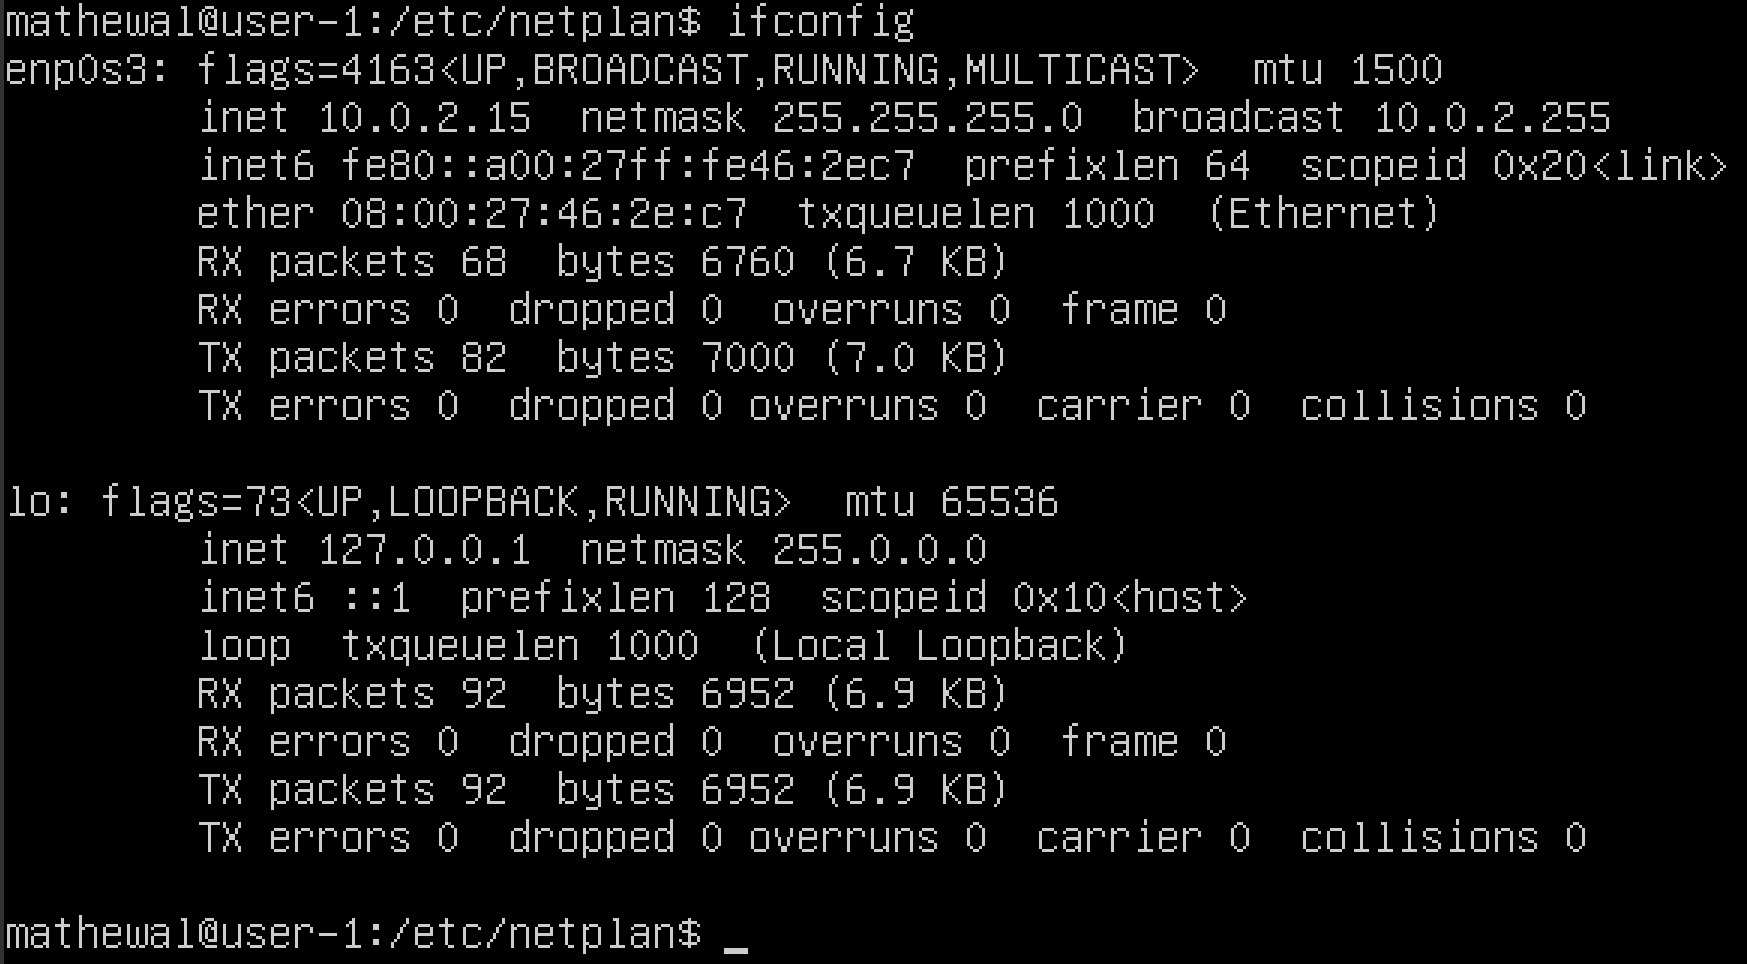 mathewal@user-1:/etc/netplan$ ifconfig
enp0s3: flags=4163<UP,BROADCAST,RUNNING,MULTICAST>  mtu 1500
        inet 10.0.2.15  netmask 255.255.255.0  broadcast 10.0.2.255
        inet6 fe80::a00:27ff:fe46:2ec7  prefixlen 64  scopeid 0x20<link>
        ether 08:00:27:46:2e:c7  txqueuelen 1000  (Ethernet)
        RX packets 68  bytes 6760 (6.7 KB)
        RX errors 0  dropped 0  overruns 0  frame 0
        TX packets 82  bytes 7000 (7.0 KB)
        TX errors 0  dropped 0 overruns 0  carrier 0  collisions 0

lo: flags=73<UP,LOOPBACK,RUNNING>  mtu 65536
        inet 127.0.0.1  netmask 255.0.0.0
        inet6 ::1  prefixlen 128  scopeid 0x10<host>
        loop  txqueuelen 1000  (Local Loopback)
        RX packets 92  bytes 6952 (6.9 KB)
        RX errors 0  dropped 0  overruns 0  frame 0
        TX packets 92  bytes 6952 (6.9 KB)
        TX errors 0  dropped 0 overruns 0  carrier 0  collisions 0

mathewal@user-1:/etc/netplan$ _